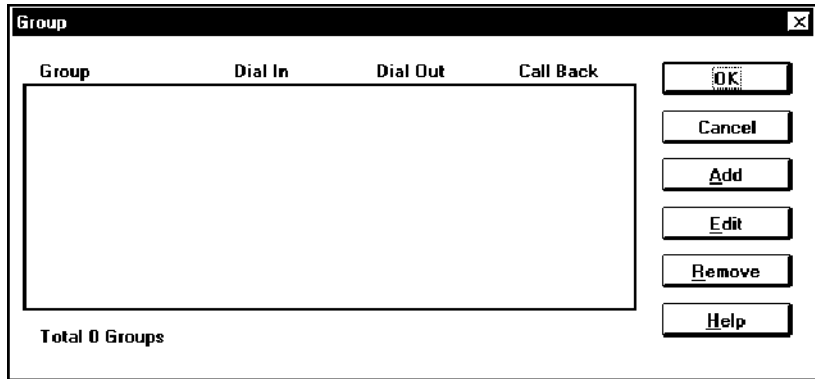 Group
Group Dial In Dial Out Call Back
OK
Cancel
Add
Edit
Remove
Help
Total 0 Groups